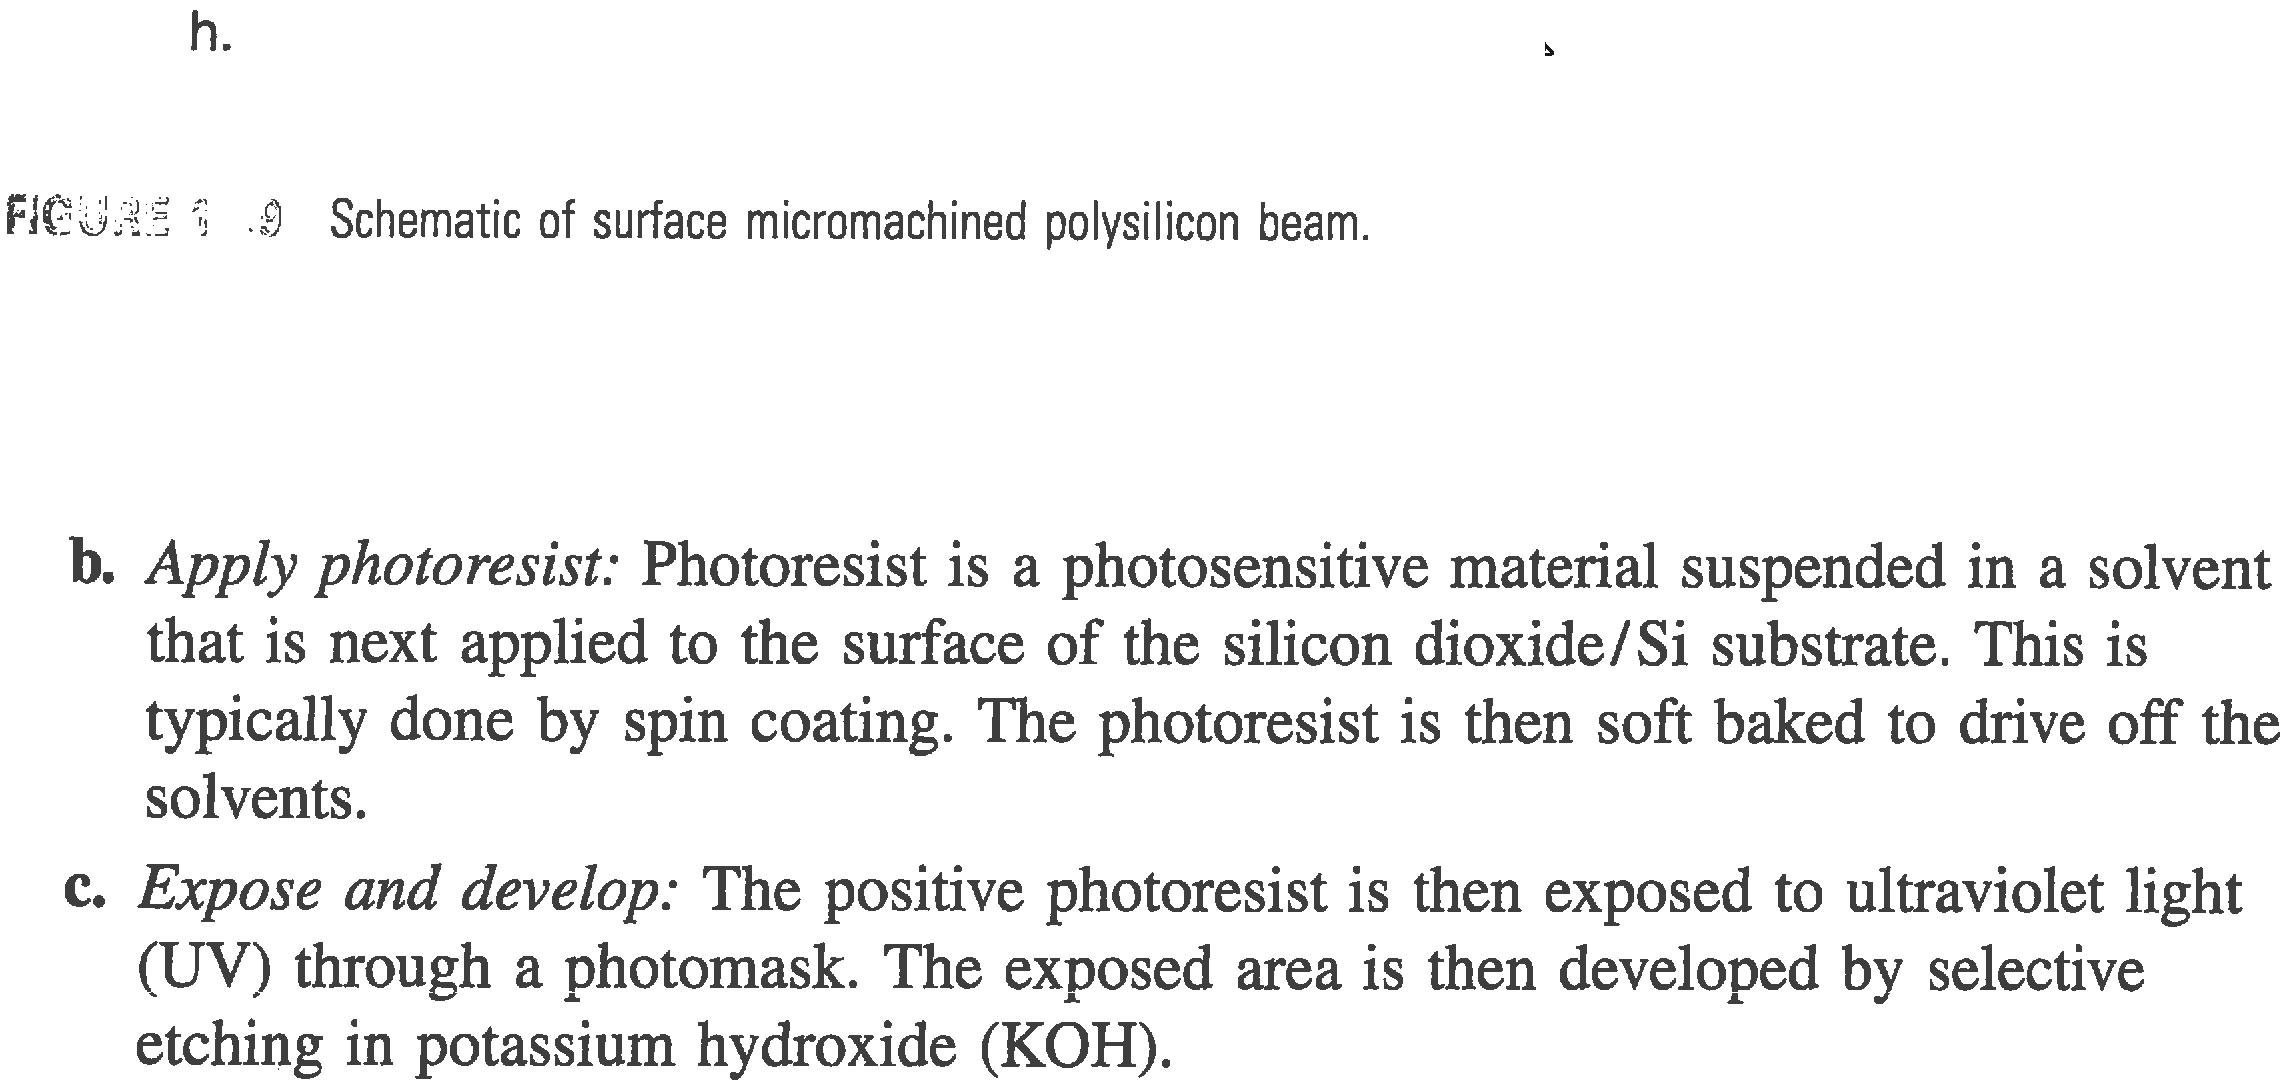 h.
FIGURE 1 .9 Schematic of surface micromachined polysilicon beam.
b. Apply photoresist: Photoresist is a photosensitive material suspended in a solvent
that is next applied to the surface of the silicon dioxide/Si substrate. This is
typically done by spin coating. The photoresist is then soft baked to drive off the
solvents.
c. Expose and develop: The positive photoresist is then exposed to ultraviolet light
(UV) through a photomask. The exposed area is then developed by selective
etching in potassium hydroxide (KOH).